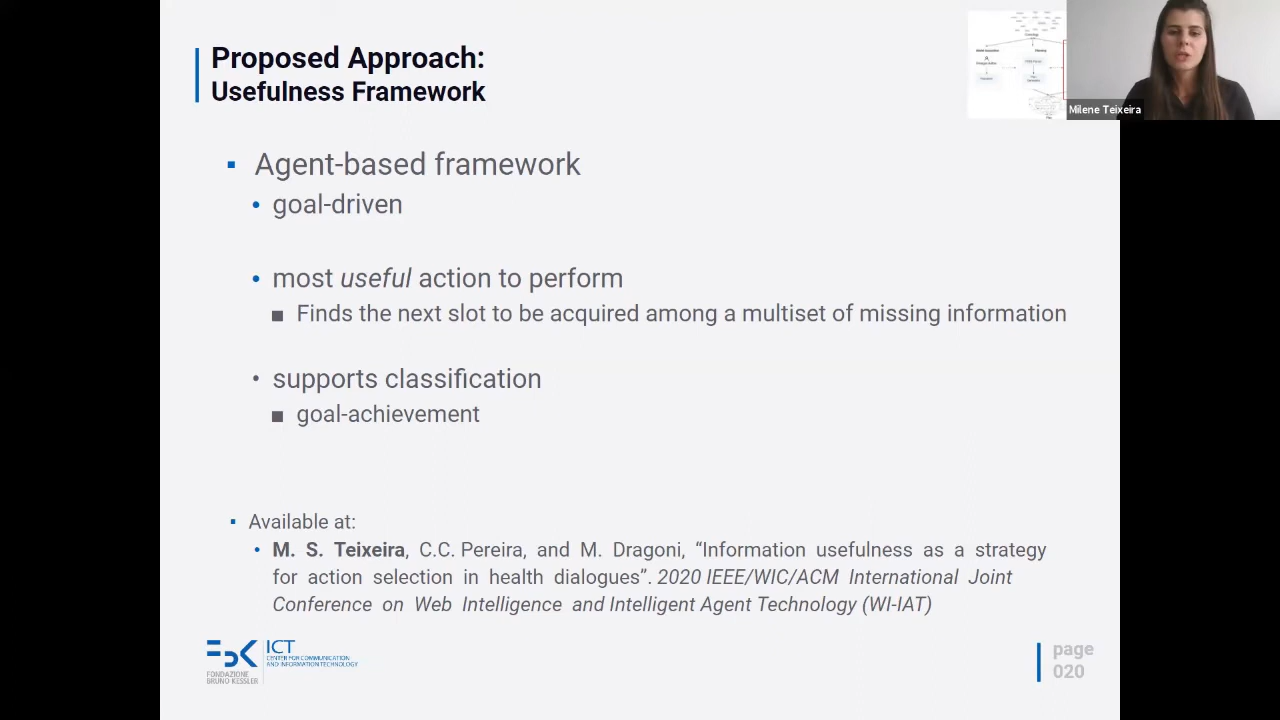 Proposed Approach:
Usefulness Framework
Milene Teixeira
Agent-based framework
goal-driven
most useful action to perform
Finds the next slot to be acquired among a multiset of missing information
supports classification
goal-achievement
Available at:
M. S. Teixeira, C.C. Pereira, and M. Dragoni, “Information usefulness as a strategy
for action selection in health dialogues”. 2020 IEEE/WIC/ACM International Joint
Conference on Web Intelligence and Intelligent Agent Technology (WI-IAT)
FBK
FONDAZIONE
BRUNO KESSLER
ICT
CENTER FOR COMMUNICATION
AND INFORMATION TECHNOLOGY
page
020